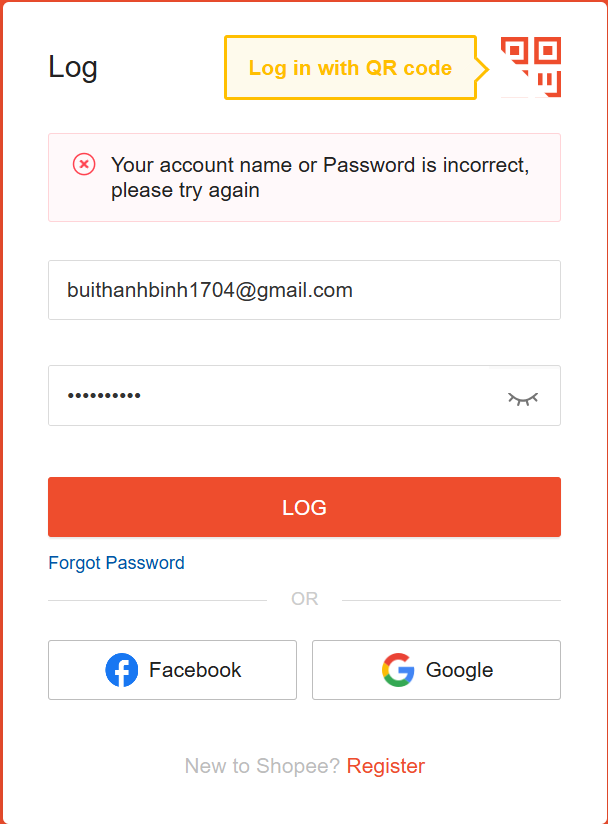 Log
Log in with QR code
Your account name or Password is incorrect,
please try again
buithanhbinh1704@gmail.com
••••••••••
LOG
Forgot Password
OR
Facebook
Google
New to Shopee? Register